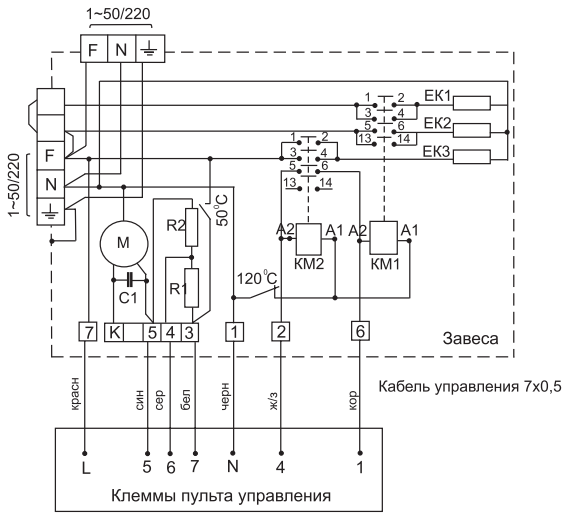 1~50/220
F N
1 2 EK1
3 4
5 6 EK2
13 14
1 2
F 3 4 EK3
5 6
N 13 14
1~50/220
50°C
R2
M A2 A1 A2 A1
KM2 KM1
120°C
C1 R1
7 K 5 4 3 1 2 6
Завеса
красн син сер бел черн ж/з кор
Кабель управления 7х0,5
L 5 6 7 N 4 1
Клеммы пульта управления